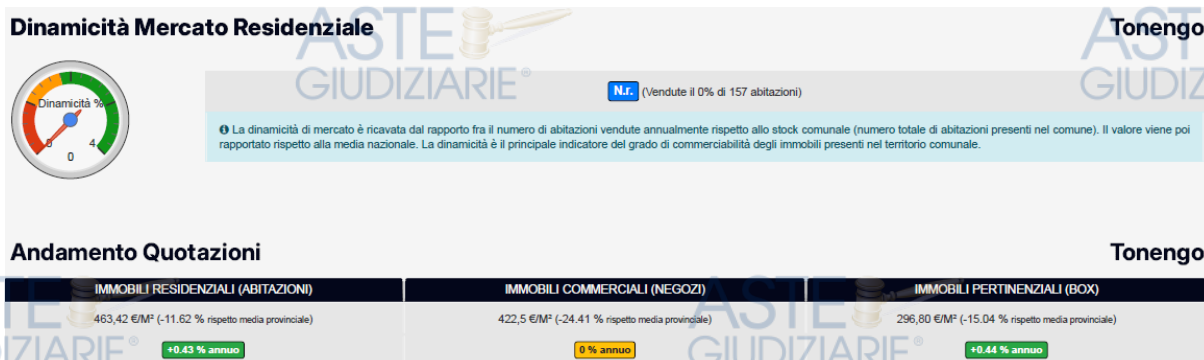 Dinamicità Mercato Residenziale
Tonengo
ASTE
GIUDIZIARIE®
Dinamicità %
0
4
0
N.r. (Vendute il 0% di 157 abitazioni)
La dinamicità di mercato è ricavata dal rapporto fra il numero di abitazioni vendute annualmente rispetto allo stock comunale (numero totale di abitazioni presenti nel comune). Il valore viene poi
rapportato rispetto alla media nazionale. La dinamicità è il principale indicatore del grado di commerciabilità degli immobili presenti nel territorio comunale.
Andamento Quotazioni
Tonengo
IMMOBILI RESIDENZIALI (ABITAZIONI)
IMMOBILI COMMERCIALI (NEGOZI)
IMMOBILI PERTINENZIALI (BOX)
463,42 €/M² (-11.62 % rispetto media provinciale)
422,5 €/M² (-24.41 % rispetto media provinciale)
296,80 €/M² (-15.04 % rispetto media provinciale)
+0.43 % annuo
0 % annuo
+0.44 % annuo
ASTE
GIUDIZIARIE®